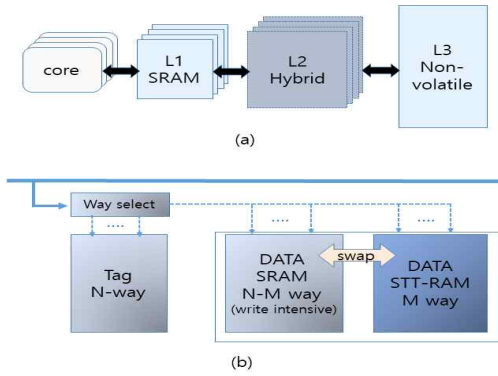 core
L1
SRAM
L2
Hybrid
L3
Non-
volatile
(a)
Way select
....
....
....
Tag
N-way
DATA
SRAM
N-M way
(write intensive)
swap
DATA
STT-RAM
M way
(b)